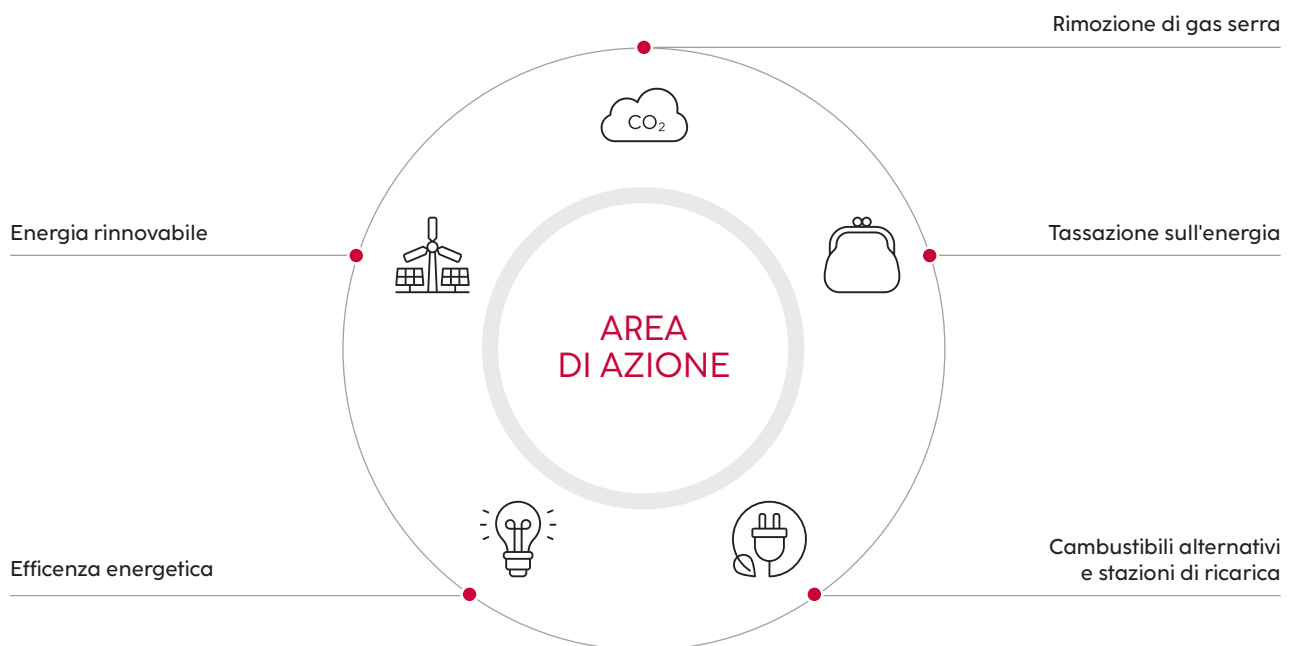 Rimozione di gas serra
CO₂
Energia rinnovabile
Tassazione sull'energia
AREA
DI AZIONE
Efficenza energetica
Cambustibili alternativi
e stazioni di ricarica